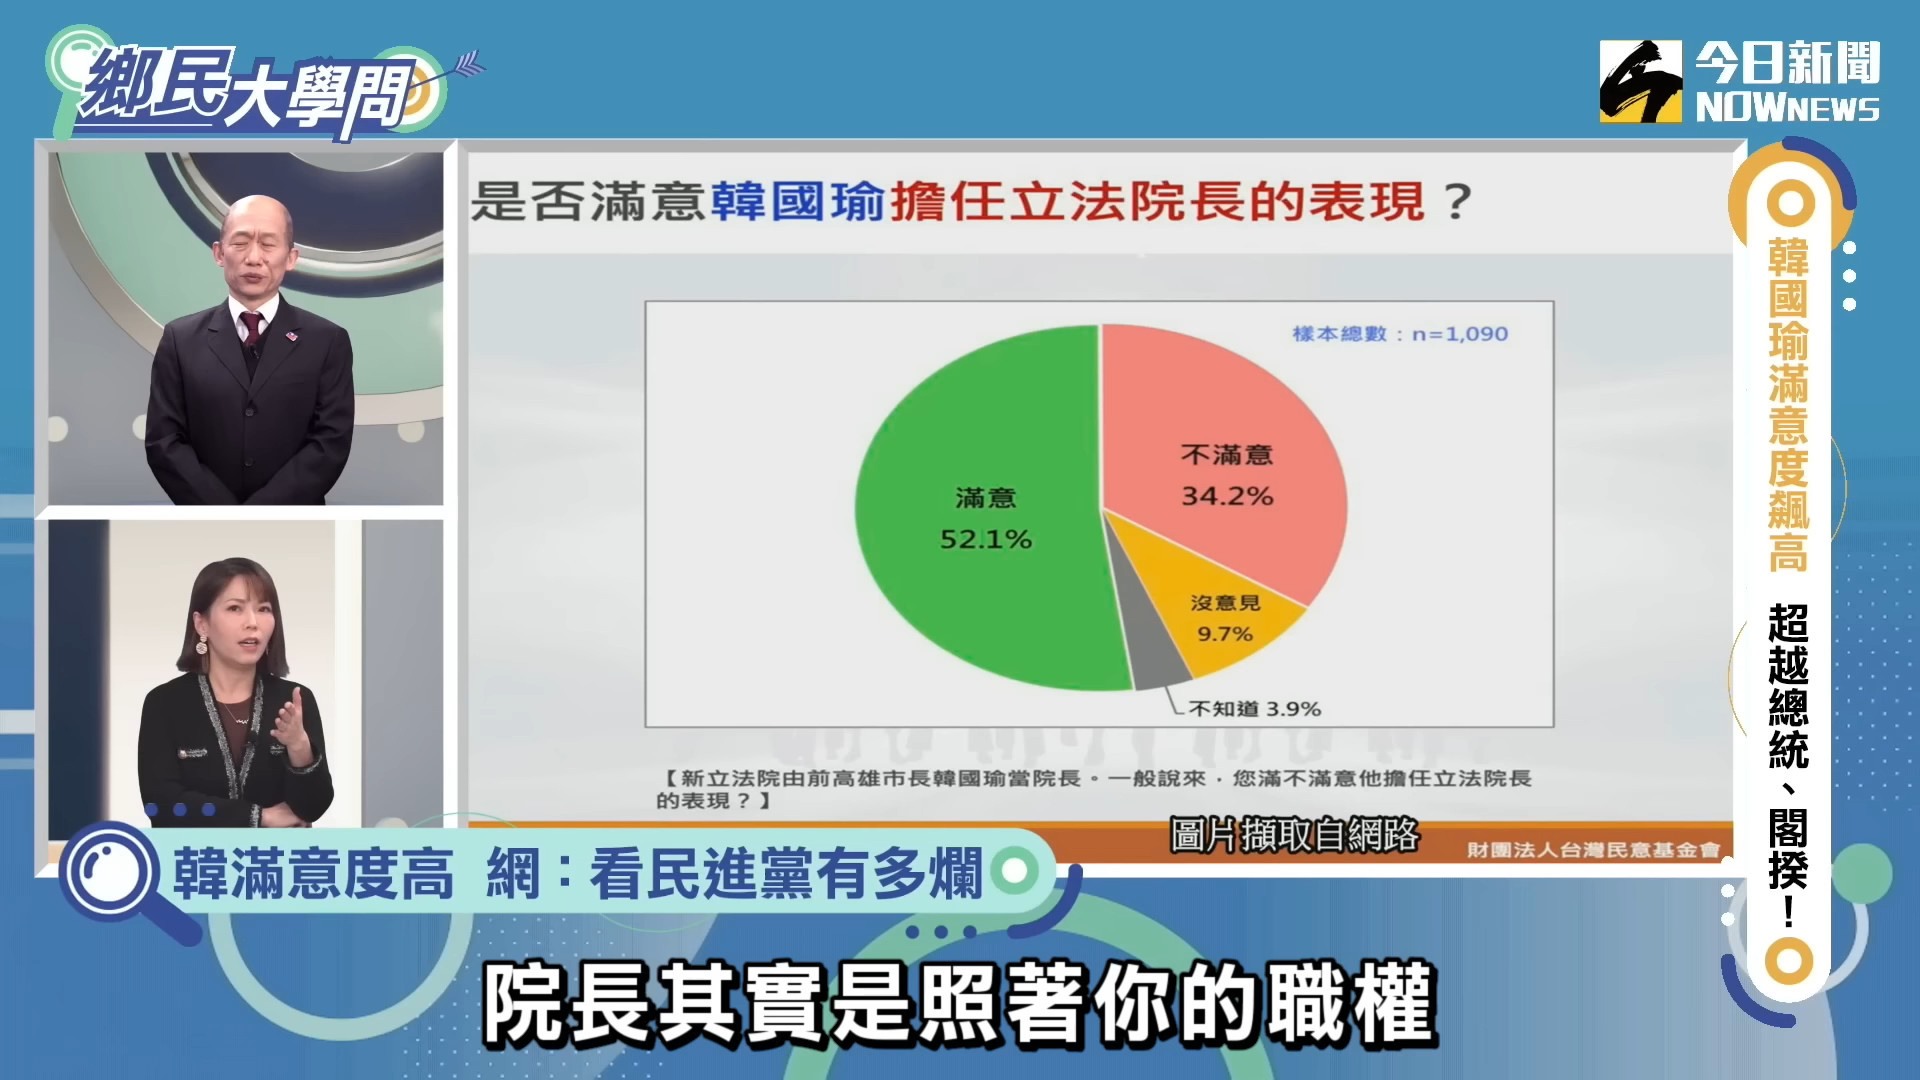 鄉民大學問
今日新聞
NOWNEWS
是否滿意韓國瑜擔任立法院長的表現？
樣本總數：n=1,090
不滿意
34.2%
滿意
52.1%
沒意見
9.7%
不知道 3.9%
【新立法院由前高雄市長韓國瑜當院長。一般說來，您滿不滿意他擔任立法院長
的表現？】
圖片擷取自網路
財團法人台灣民意基金會
韓國瑜滿意度飆高 超越總統、閣揆！
韓滿意度高 網：看民進黨有多爛
院長其實是照著你的職權